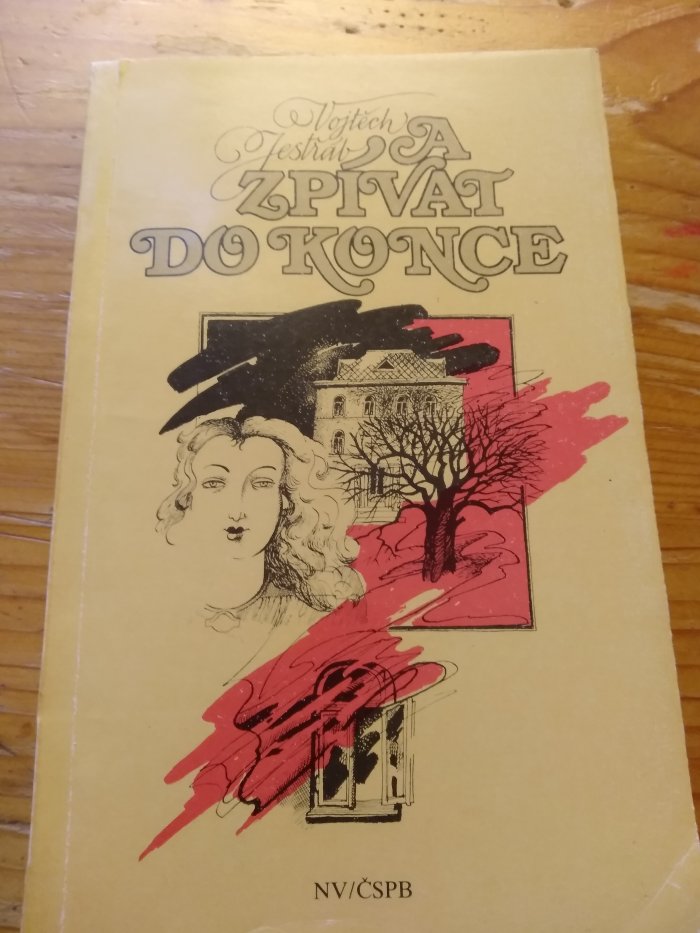 Vojtěch
Jestřáb
A
ZPÍVAT
DO KONCE
NV/ČSPB